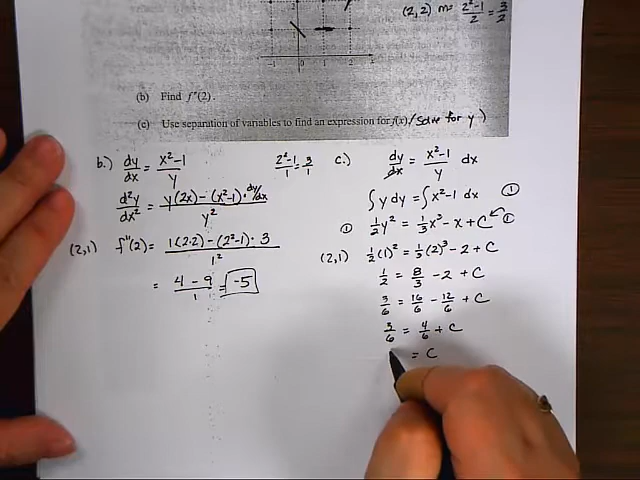 (2,2) m = (2²-1)/2 = 3/2
2
-1 0 1 2
(b) Find f''(2).
(c) Use separation of variables to find an expression for f(x) / (solve for y)
b.) dy/dx = (x²-1)/y
(2²-1)/1 = 3/1
d²y/dx² = (y(2x) - (x²-1)·dy/dx)/y²
(2,1) f''(2) = (1(2·2) - (2²-1)·3)/1²
= (4-9)/1 = -5
c.) dy/dx = (x²-1)/y dx
∫y dy = ∫x²-1 dx ①
① ½y² = ⅓x³ - x + C ①
(2,1) ½(1)² = ⅓(2)³ - 2 + C
1/2 = 8/3 - 2 + C
3/6 = 16/6 - 12/6 + C
3/6 = 4/6 + C
= C